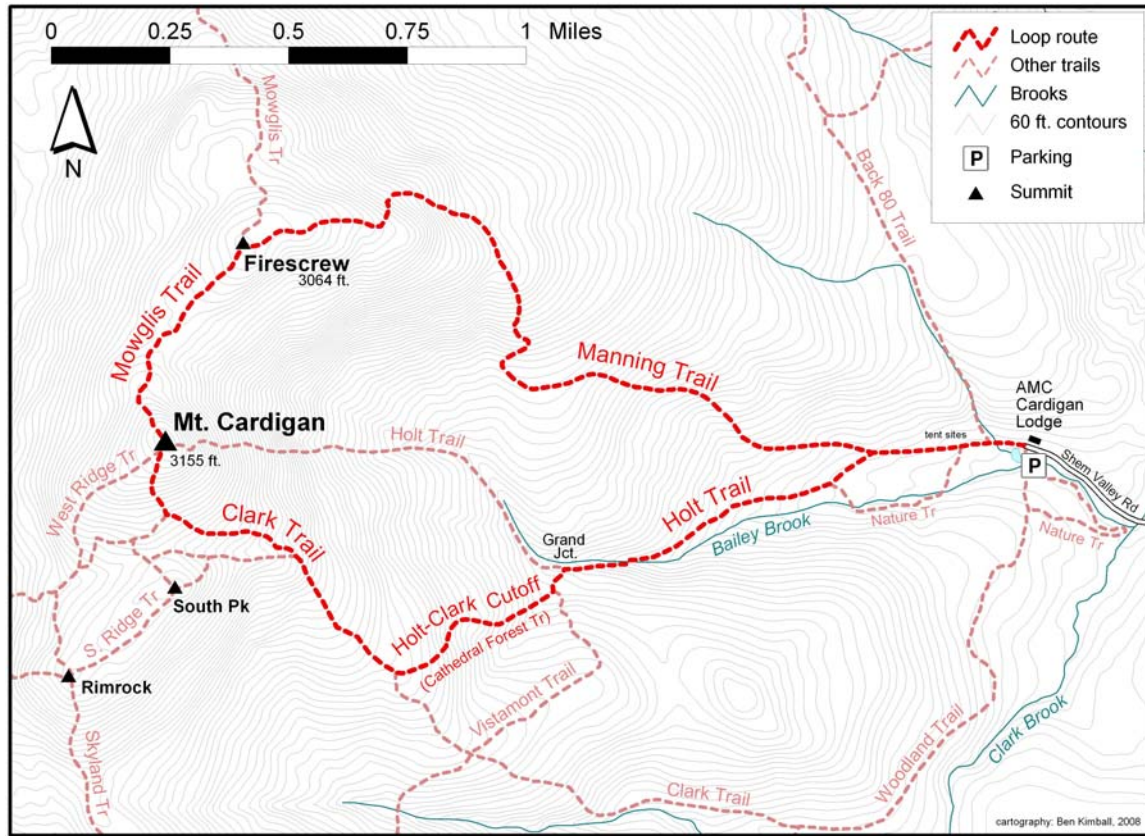 0 0.25 0.5 0.75 1 Miles
N
Loop route
Other trails
Brooks
60 ft. contours
P Parking
Summit
Mowglis Tr
Back 80 Trail
Firescrew
3064 ft.
Mowglis Trail
Manning Trail
Mt. Cardigan
3155 ft.
Holt Trail
AMC
Cardigan
Lodge
tent sites
P
Shem Valley Rd
West Ridge Tr
Clark Trail
Holt Trail
Nature Tr
Nature Tr
Bailey Brook
Grand
Jct.
Holt-Clark Cutoff
(Cathedral Forest Tr)
South Pk
S. Ridge Tr
Rimrock
Vistamont Trail
Skyland Tr
Woodland Trail
Clark Brook
Clark Trail
cartography: Ben Kimball, 2008